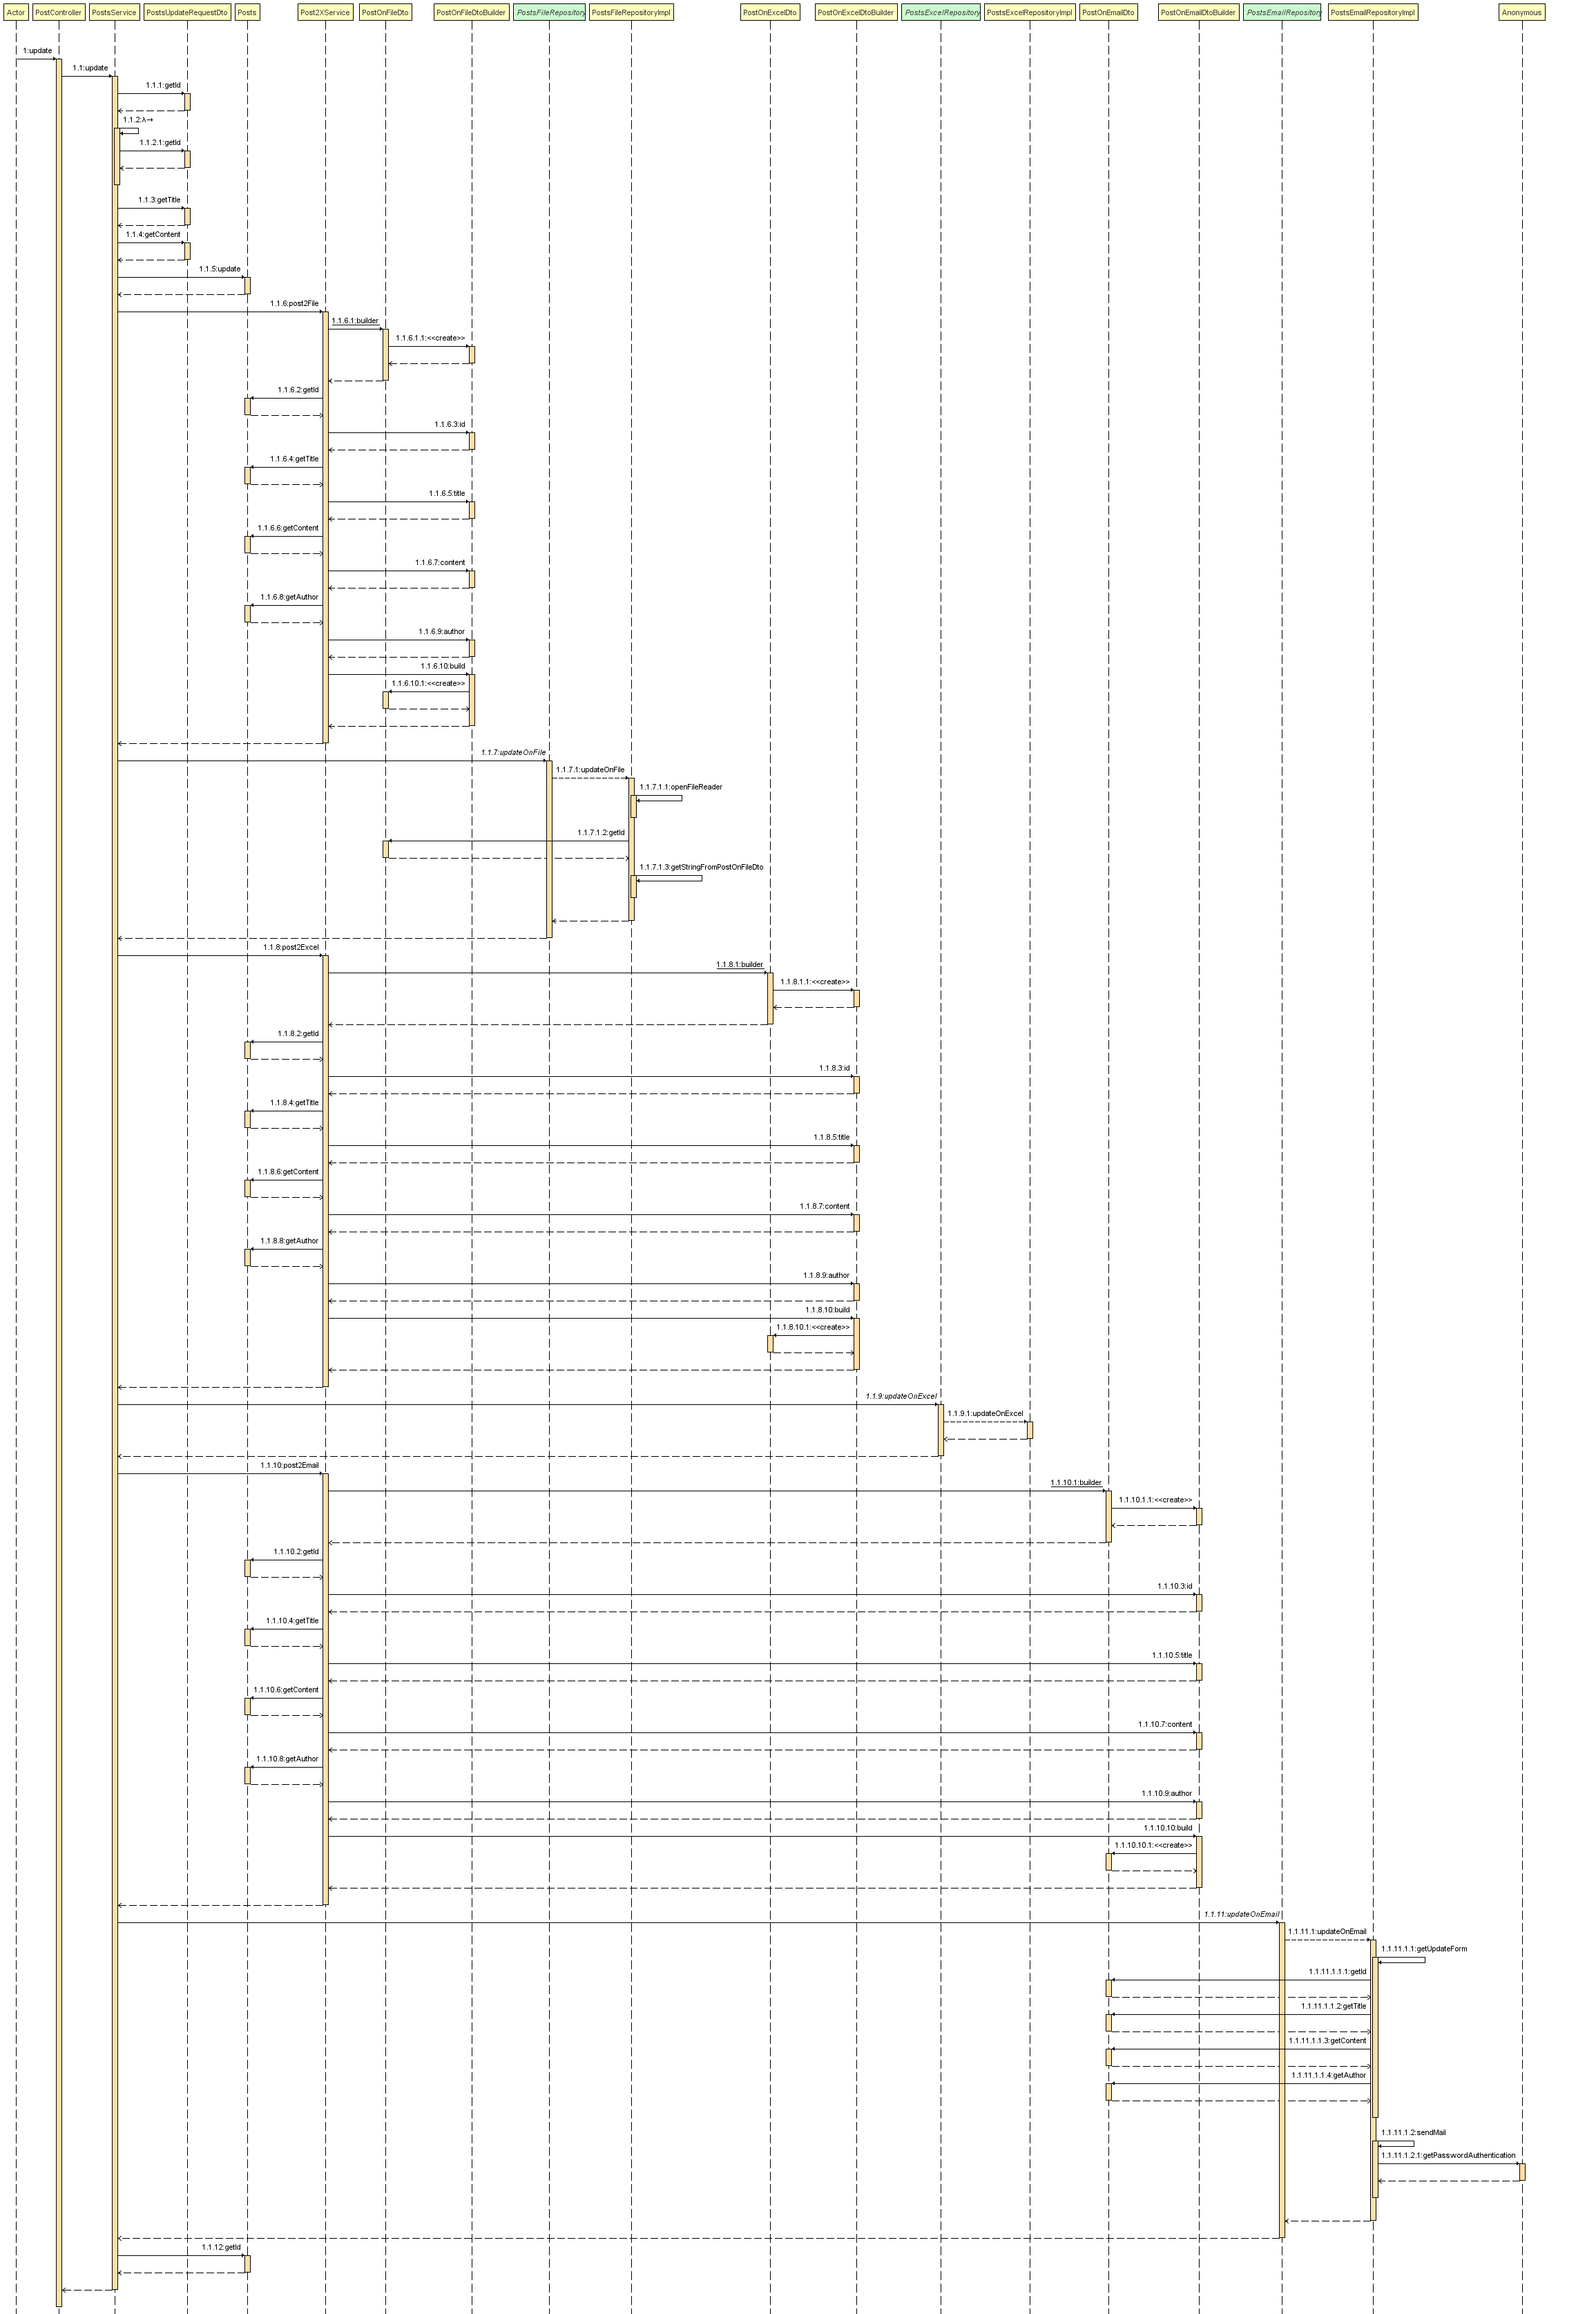 Actor
PostController
PostsService
PostsUpdateRequestDto
Posts
Post2XService
PostOnFileDto
PostOnFileDtoBuilder
PostsFileRepository
PostsFileRepositoryImpl
PostOnExcelDto
PostOnExcelDtoBuilder
PostsExcelRepository
PostsExcelRepositoryImpl
PostOnEmailDto
PostOnEmailDtoBuilder
PostsEmailRepository
PostsEmailRepositoryImpl
Anonymous
1:update
1.1:update
1.1.1:getId
1.1.2:λ→
1.1.2.1:getId
1.1.3:getTitle
1.1.4:getContent
1.1.5:update
1.1.6:post2File
1.1.6.1:builder
1.1.6.1.1:<<create>>
1.1.6.2:getId
1.1.6.3:id
1.1.6.4:getTitle
1.1.6.5:title
1.1.6.6:getContent
1.1.6.7:content
1.1.6.8:getAuthor
1.1.6.9:author
1.1.6.10:build
1.1.6.10.1:<<create>>
1.1.7:updateOnFile
1.1.7.1:updateOnFile
1.1.7.1.1:openFileReader
1.1.7.1.2:getId
1.1.7.1.3:getStringFromPostOnFileDto
1.1.8:post2Excel
1.1.8.1:builder
1.1.8.1.1:<<create>>
1.1.8.2:getId
1.1.8.3:id
1.1.8.4:getTitle
1.1.8.5:title
1.1.8.6:getContent
1.1.8.7:content
1.1.8.8:getAuthor
1.1.8.9:author
1.1.8.10:build
1.1.8.10.1:<<create>>
1.1.9:updateOnExcel
1.1.9.1:updateOnExcel
1.1.10:post2Email
1.1.10.1:builder
1.1.10.1.1:<<create>>
1.1.10.2:getId
1.1.10.3:id
1.1.10.4:getTitle
1.1.10.5:title
1.1.10.6:getContent
1.1.10.7:content
1.1.10.8:getAuthor
1.1.10.9:author
1.1.10.10:build
1.1.10.10.1:<<create>>
1.1.11:updateOnEmail
1.1.11.1:updateOnEmail
1.1.11.1.1:getUpdateForm
1.1.11.1.1.1:getId
1.1.11.1.1.2:getTitle
1.1.11.1.1.3:getContent
1.1.11.1.1.4:getAuthor
1.1.11.1.2:sendMail
1.1.11.1.2.1:getPasswordAuthentication
1.1.12:getId